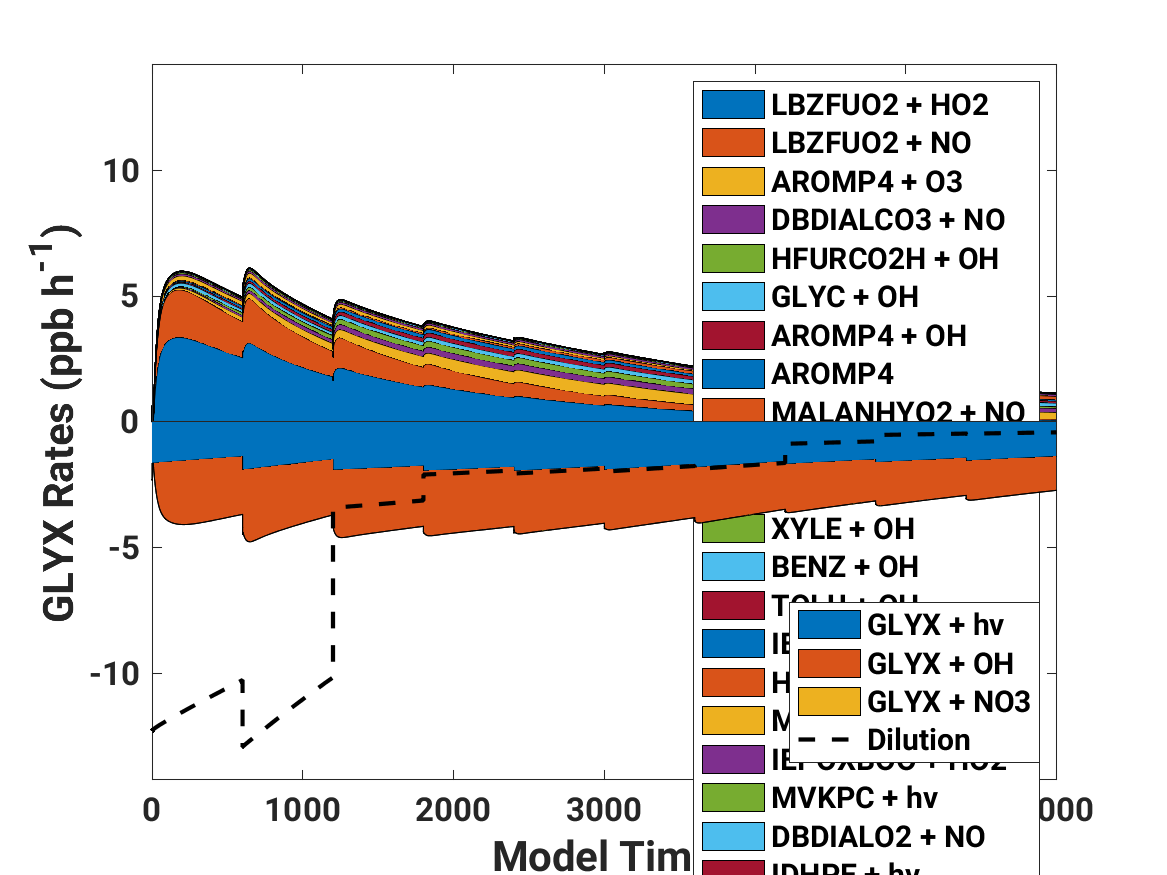 10
5
0
-5
-10
GLYX Rates (ppb h-1)
LBZFUO2 + HO2
LBZFUO2 + NO
AROMP4 + O3
DBDIALCO3 + NO
HFURCO2H + OH
GLYC + OH
AROMP4 + OH
AROMP4
MALANHYO2 + NO
XYLE + OH
BENZ + OH
GLYX + hv
GLYX + OH
GLYX + NO3
Dilution
MVKPC + hv
DBDIALO2 + NO
0
1000
2000
3000
000
Model Tim